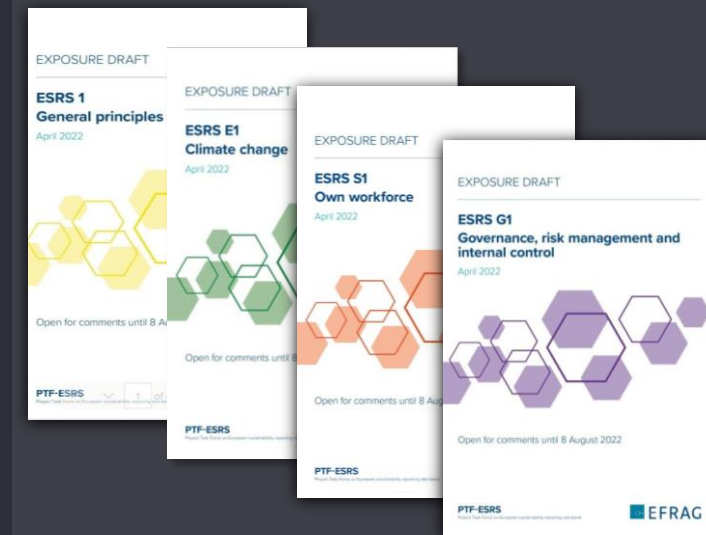 EXPOSURE DRAFT
ESRS 1
General principles
April 2022
Open for comments until 8 A
PTF-ESRS
1 of
EXPOSURE DRAFT
ESRS E1
Climate change
April 2022
Open for comments until 8
PTF-ESRS
EXPOSURE DRAFT
ESRS S1
Own workforce
April 2022
Open for comments until 8 Aug
PTF-ESRS
EXPOSURE DRAFT
ESRS G1
Governance, risk management and
internal control
April 2022
Open for comments until 8 August 2022
PTF-ESRS
EFRAG